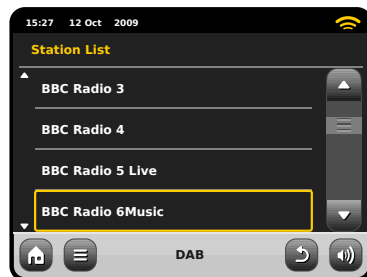 15:27 12 Oct 2009
Station List
BBC Radio 3
BBC Radio 4
BBC Radio 5 Live
BBC Radio 6Music
DAB